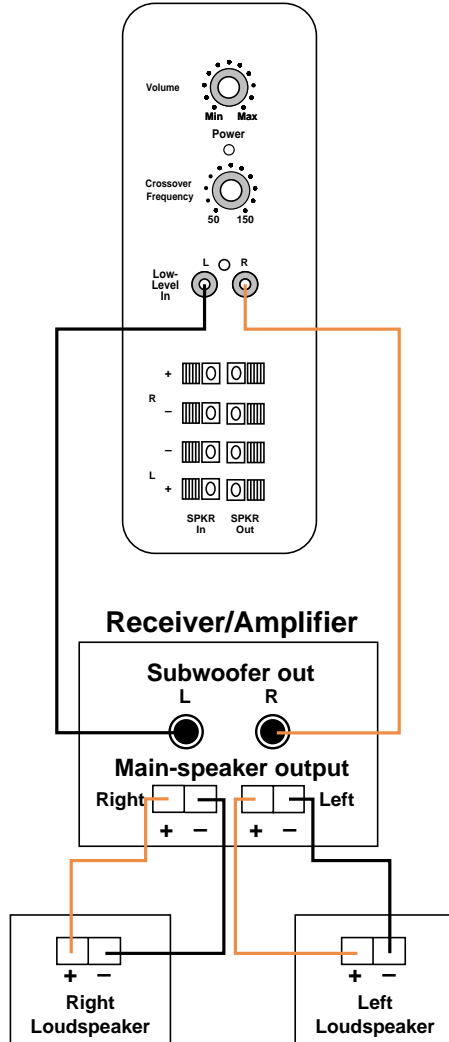 Volume
Min Max
Power
Crossover
Frequency
50 150
L R
Low-
Level
In
+
R
–
–
L
+
SPKR SPKR
In Out
Receiver/Amplifier
Subwoofer out
L R
Main-speaker output
Right Left
+ – + –
+ – + –
Right Left
Loudspeaker Loudspeaker